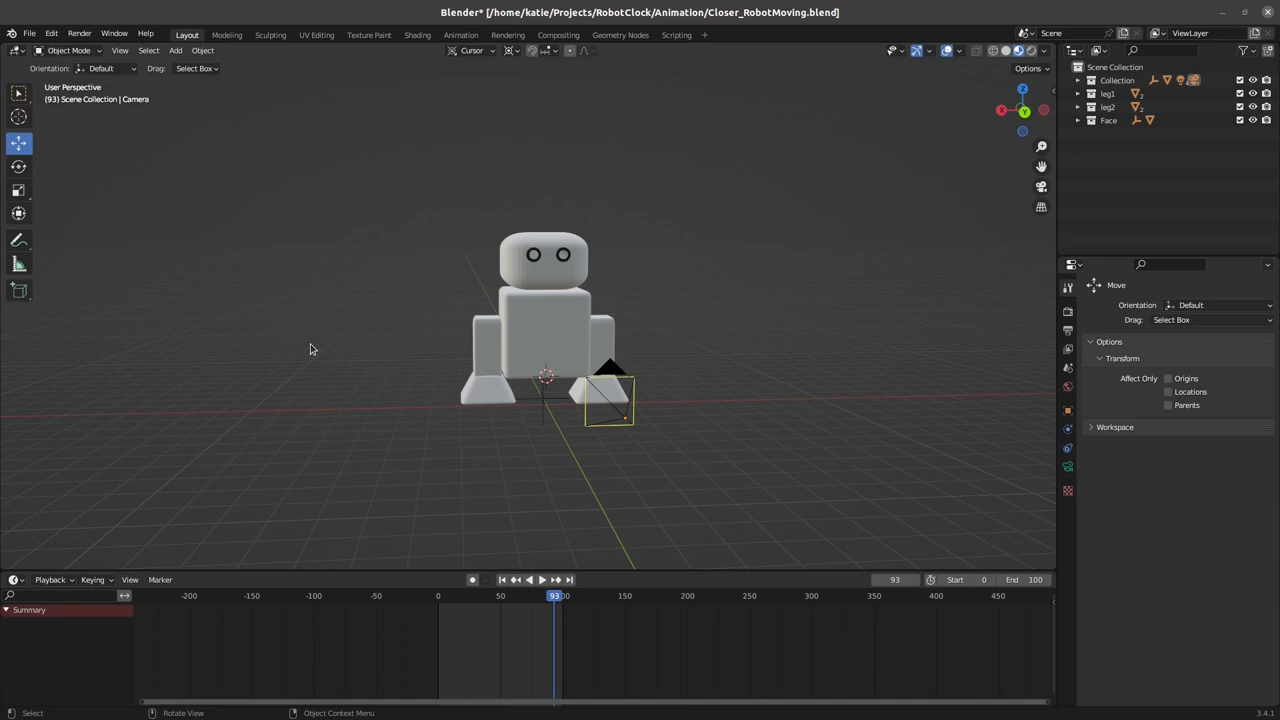 Blender* [/home/katie/Projects/RobotClock/Animation/Closer_RobotMoving.blend]
File Edit Render Window Help Layout Modeling Sculpting UV Editing Texture Paint Shading Animation Rendering Compositing Geometry Nodes Scripting + Scene ViewLayer
Object Mode View Select Add Object Cursor
Orientation: Default Drag: Select Box Options
User Perspective
(93) Scene Collection | Camera
Z
X
Y
Scene Collection
Collection
leg1 2
leg2 2
Face
Move
Orientation Default
Drag: Select Box
Options
Transform
Affect Only Origins
Locations
Parents
Workspace
Playback Keying View Marker 93 Start 0 End 100
-200 -150 -100 -50 0 50 93 150 200 250 300 350 400 450
Summary
Select Rotate View Object Context Menu 3.4.1